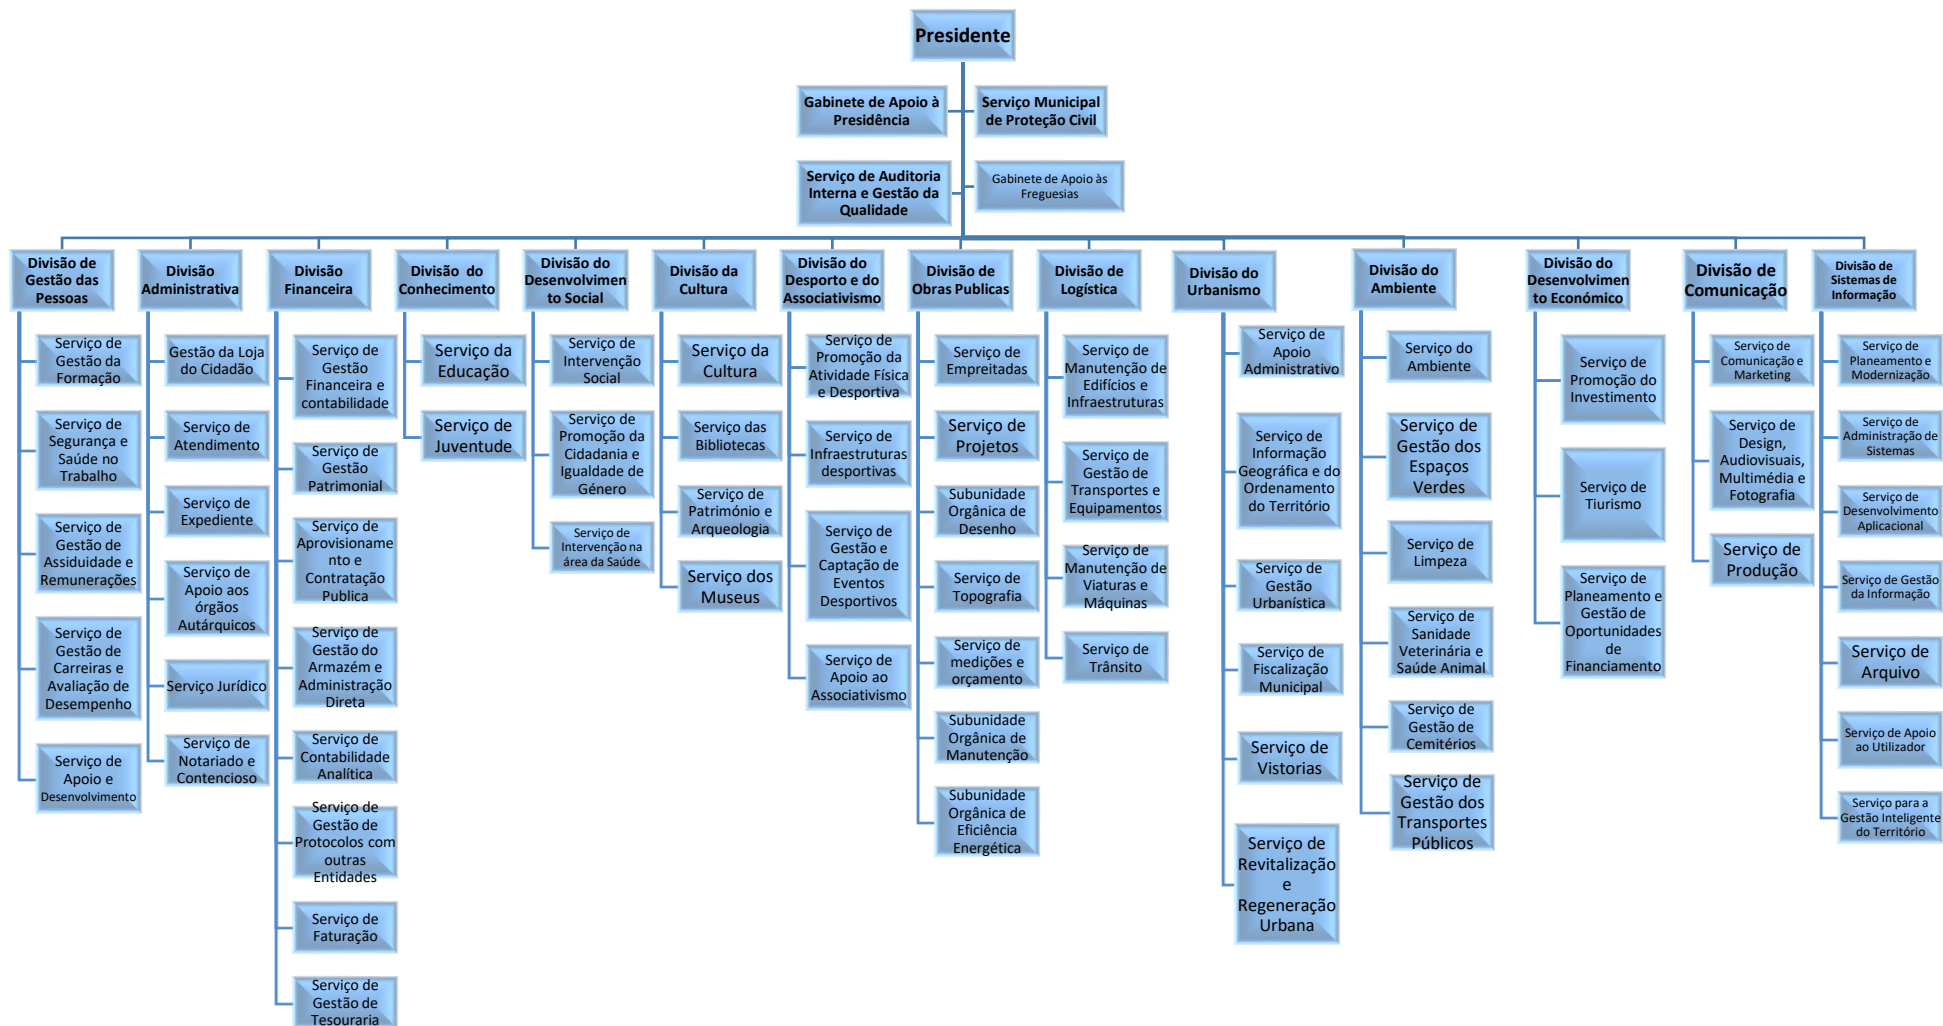 Presidente
Gabinete de Apoio à
Presidência
Serviço Municipal
de Proteção Civil
Serviço de Auditoria
Interna e Gestão da
Qualidade
Gabinete de Apoio às
Freguesias
Divisão de
Gestão das
Pessoas
Serviço de
Gestão da
Formação
Serviço de
Segurança e
Saúde no
Trabalho
Serviço de
Gestão de
Assiduidade e
Remunerações
Serviço de
Gestão de
Carreiras e
Avaliação de
Desempenho
Serviço de
Apoio e
Desenvolvimento
Divisão
Administrativa
Gestão da Loja
do Cidadão
Serviço de
Atendimento
Serviço de
Expediente
Serviço de
Apoio aos
órgãos
Autárquicos
Serviço Jurídico
Serviço de
Notariado e
Contencioso
Divisão
Financeira
Serviço de
Gestão
Financeira e
contabilidade
Serviço de
Gestão
Patrimonial
Serviço de
Aprovisioname
nto e
Contratação
Publica
Serviço de
Gestão do
Armazém e
Administração
Direta
Serviço de
Contabilidade
Analítica
Serviço de
Gestão de
Protocolos com
outras
Entidades
Serviço de
Faturação
Serviço de
Gestão de
Tesouraria
Divisão do
Conhecimento
Serviço da
Educação
Serviço de
Juventude
Divisão do
Desenvolvimen
to Social
Serviço de
Intervenção
Social
Serviço de
Promoção da
Cidadania e
Igualdade de
Género
Serviço de
Intervenção na
área da Saúde
Divisão da
Cultura
Serviço da
Cultura
Serviço das
Bibliotecas
Serviço de
Património e
Arqueologia
Serviço dos
Museus
Divisão do
Desporto e do
Associativismo
Serviço de
Promoção da
Atividade Física
e Desportiva
Serviço de
Infraestruturas
desportivas
Serviço de
Gestão e
Captação de
Eventos
Desportivos
Serviço de
Apoio ao
Associativismo
Divisão de
Obras Publicas
Serviço de
Empreitadas
Serviço de
Projetos
Subunidade
Orgânica de
Desenho
Serviço de
Topografia
Serviço de
medições e
orçamento
Subunidade
Orgânica de
Manutenção
Subunidade
Orgânica de
Eficiência
Energética
Divisão de
Logística
Serviço de
Manutenção de
Edifícios e
Infraestruturas
Serviço de
Gestão de
Transportes e
Equipamentos
Serviço de
Manutenção de
Viaturas e
Máquinas
Serviço de
Trânsito
Divisão do
Urbanismo
Serviço de
Apoio
Administrativo
Serviço de
Informação
Geográfica e do
Ordenamento
do Território
Serviço de
Gestão
Urbanística
Serviço de
Fiscalização
Municipal
Serviço de
Vistorias
Serviço de
Revitalização
e
Regeneração
Urbana
Divisão do
Ambiente
Serviço do
Ambiente
Serviço de
Gestão dos
Espaços
Verdes
Serviço de
Limpeza
Serviço de
Sanidade
Veterinária e
Saúde Animal
Serviço de
Gestão de
Cemitérios
Serviço de
Gestão dos
Transportes
Públicos
Divisão do
Desenvolvimen
to Económico
Serviço de
Promoção do
Investimento
Serviço de
Tiurismo
Serviço de
Planeamento e
Gestão de
Oportunidades
de
Financiamento
Divisão de
Comunicação
Serviço de
Comunicação e
Marketing
Serviço de
Design,
Audiovisuais,
Multimédia e
Fotografia
Serviço de
Produção
Divisão de
Sistemas de
Informação
Serviço de
Planeamento e
Modernização
Serviço de
Administração de
Sistemas
Serviço de
Desenvolvimento
Aplicacional
Serviço de Gestão
da Informação
Serviço de
Arquivo
Serviço de Apoio
ao Utilizador
Serviço para a
Gestão Inteligente
do Território